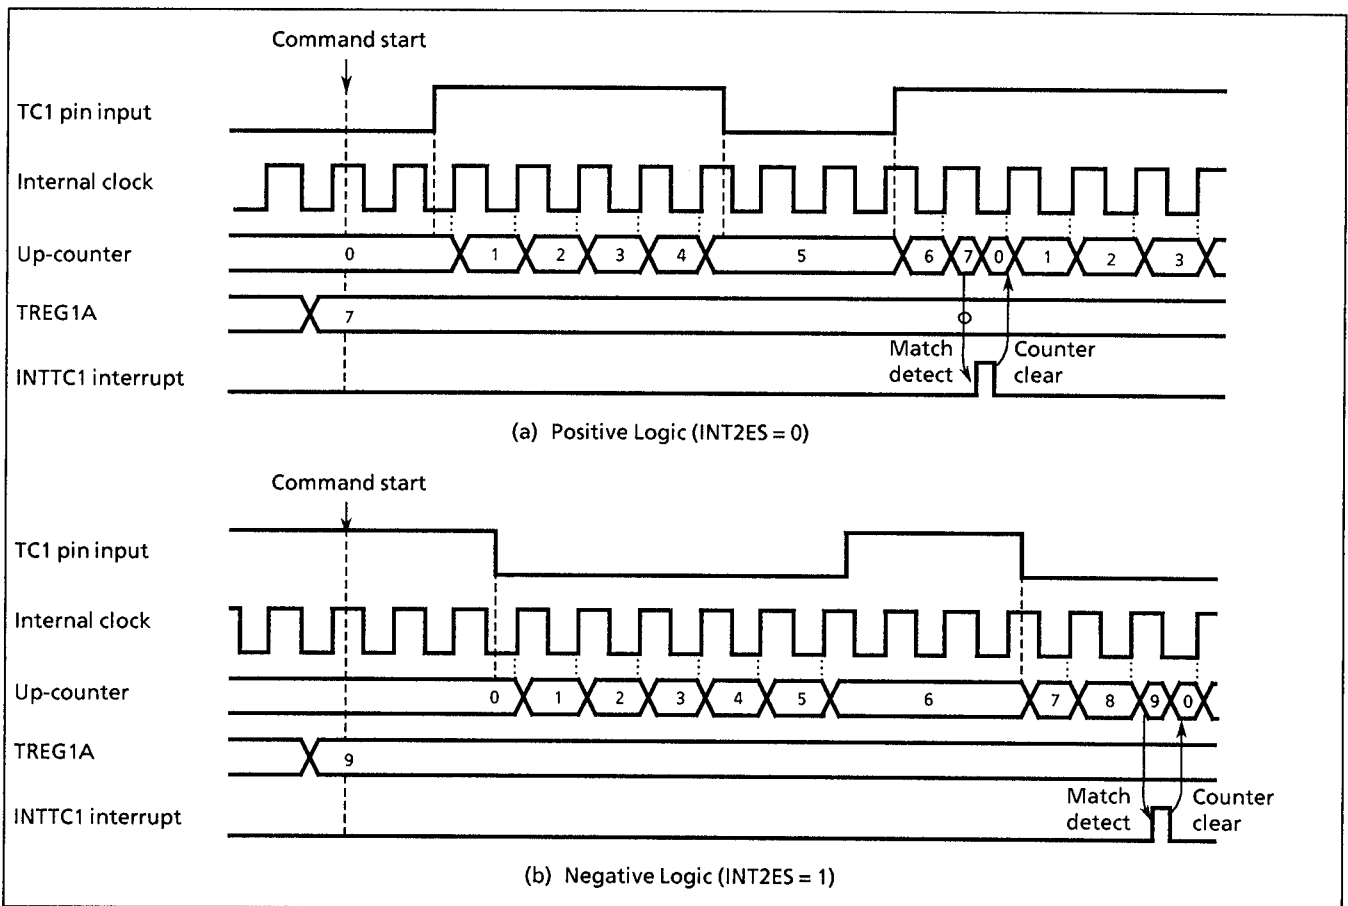 Command start
TC1 pin input
Internal clock
Up-counter
0 1 2 3 4 5 6 7 0 1 2 3
TREG1A
7
Match detect
Counter clear
INTTC1 interrupt
(a) Positive Logic (INT2ES = 0)
Command start
TC1 pin input
Internal clock
Up-counter
0 1 2 3 4 5 6 7 8 9 0
TREG1A
9
Match detect
Counter clear
INTTC1 interrupt
(b) Negative Logic (INT2ES = 1)